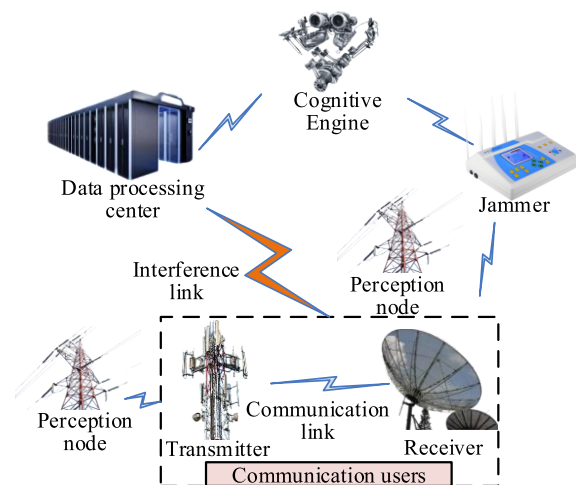 Cognitive
Engine
Data processing
center
Jammer
Interference
link
Perception
node
Perception
node
Communication
link
Transmitter
Receiver
Communication users